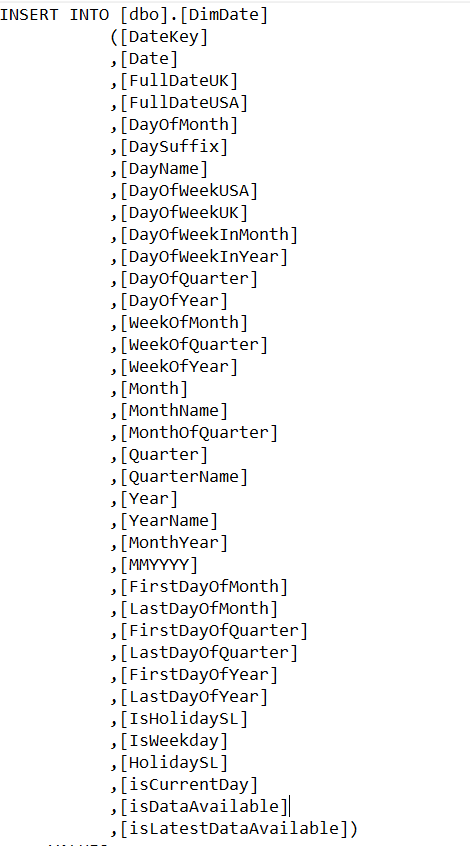 INSERT INTO [dbo].[DimDate]
([DateKey]
,[Date]
,[FullDateUK]
,[FullDateUSA]
,[DayOfMonth]
,[DaySuffix]
,[DayName]
,[DayOfWeekUSA]
,[DayOfWeekUK]
,[DayOfWeekInMonth]
,[DayOfWeekInYear]
,[DayOfQuarter]
,[DayOfYear]
,[WeekOfMonth]
,[WeekOfQuarter]
,[WeekOfYear]
,[Month]
,[MonthName]
,[MonthOfQuarter]
,[Quarter]
,[QuarterName]
,[Year]
,[YearName]
,[MonthYear]
,[MMYYYY]
,[FirstDayOfMonth]
,[LastDayOfMonth]
,[FirstDayOfQuarter]
,[LastDayOfQuarter]
,[FirstDayOfYear]
,[LastDayOfYear]
,[IsHolidaySL]
,[IsWeekday]
,[HolidaySL]
,[isCurrentDay]
,[isDataAvailable]
,[isLatestDataAvailable])